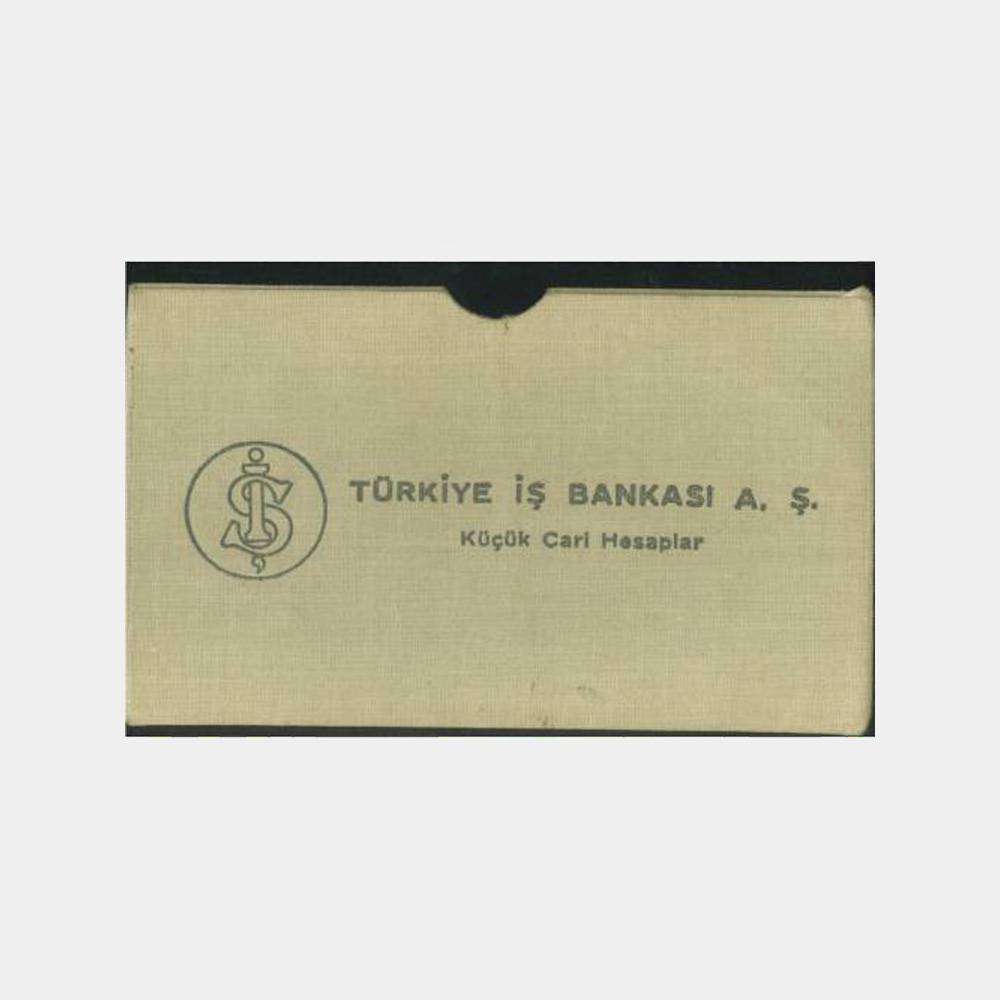 İŞ
TÜRKİYE İŞ BANKASI A. Ş.
Küçük Cari Hesaplar